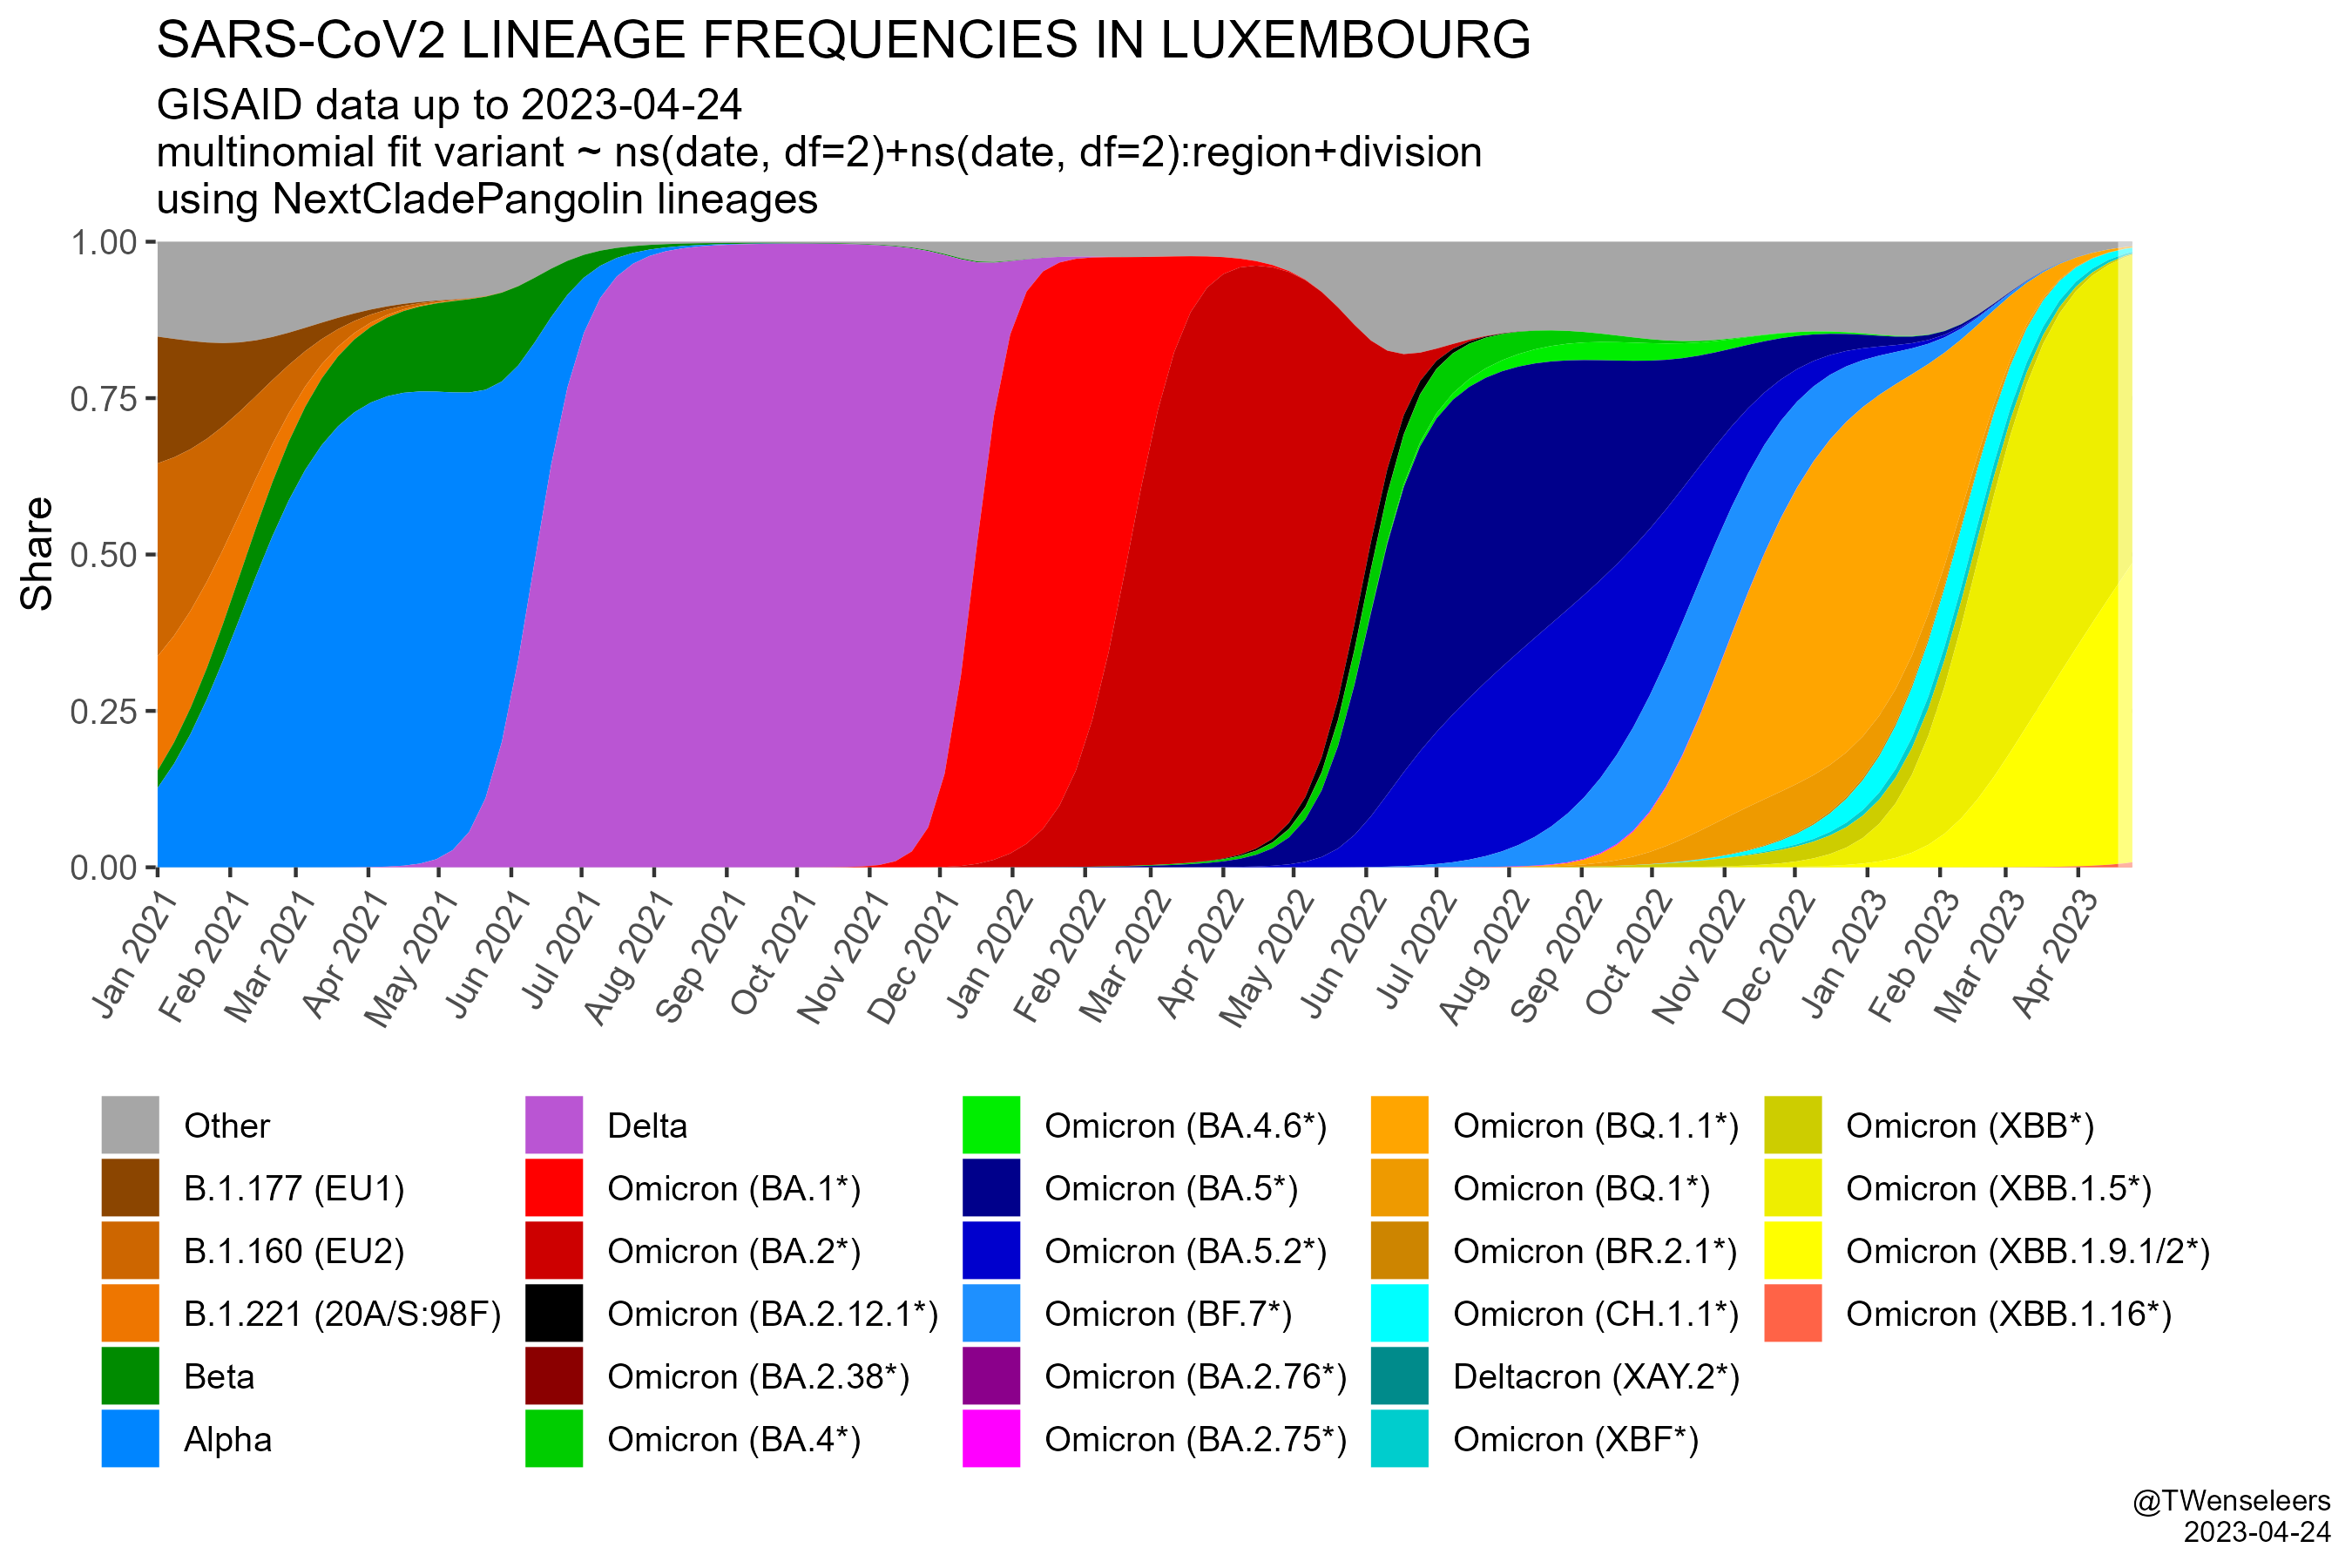 SARS-CoV2 LINEAGE FREQUENCIES IN LUXEMBOURG
GISAID data up to 2023-04-24
multinomial fit variant ~ ns(date, df=2)+ns(date, df=2):region+division
using NextCladePangolin lineages
Share
1.00
0.75
0.50
0.25
0.00
Jan 2021
Feb 2021
Mar 2021
Apr 2021
May 2021
Jun 2021
Jul 2021
Aug 2021
Sep 2021
Oct 2021
Nov 2021
Dec 2021
Jan 2022
Feb 2022
Mar 2022
Apr 2022
May 2022
Jun 2022
Jul 2022
Aug 2022
Sep 2022
Oct 2022
Nov 2022
Dec 2022
Jan 2023
Feb 2023
Mar 2023
Apr 2023
Other
B.1.177 (EU1)
B.1.160 (EU2)
B.1.221 (20A/S:98F)
Beta
Alpha
Delta
Omicron (BA.1*)
Omicron (BA.2*)
Omicron (BA.2.12.1*)
Omicron (BA.2.38*)
Omicron (BA.4*)
Omicron (BA.4.6*)
Omicron (BA.5*)
Omicron (BA.5.2*)
Omicron (BF.7*)
Omicron (BA.2.76*)
Omicron (BA.2.75*)
Omicron (BQ.1.1*)
Omicron (BQ.1*)
Omicron (BR.2.1*)
Omicron (CH.1.1*)
Deltacron (XAY.2*)
Omicron (XBF*)
Omicron (XBB*)
Omicron (XBB.1.5*)
Omicron (XBB.1.9.1/2*)
Omicron (XBB.1.16*)
@TWenseleers
2023-04-24